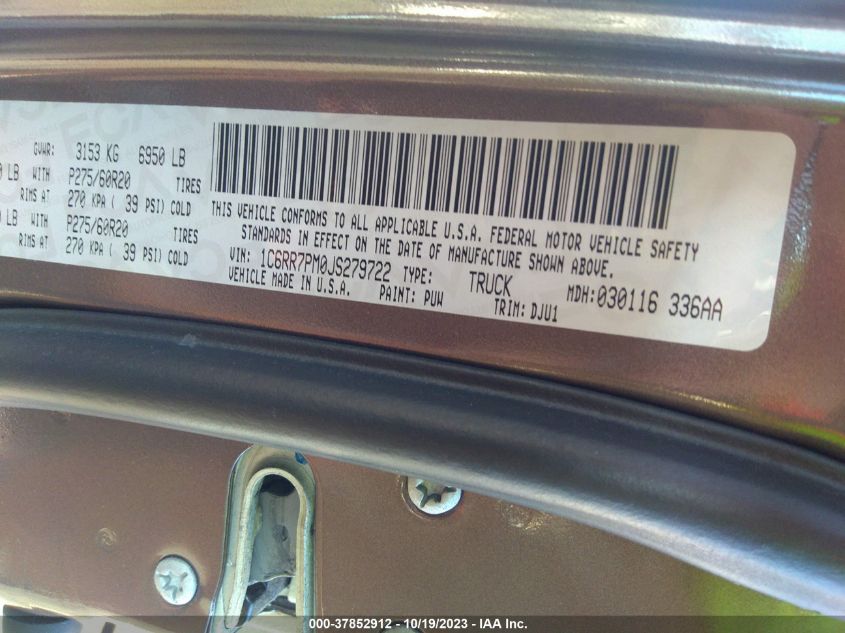 GVWR: 3153 KG 6950 LB
LB WITH P275/60R20 TIRES
RIMS AT 270 KPA ( 39 PSI) COLD
LB WITH P275/60R20 TIRES
RIMS AT 270 KPA ( 39 PSI) COLD
THIS VEHICLE CONFORMS TO ALL APPLICABLE U.S.A. FEDERAL MOTOR VEHICLE SAFETY
STANDARDS IN EFFECT ON THE DATE OF MANUFACTURE SHOWN ABOVE.
VIN: 1C6RR7PM0JS279722 TYPE: TRUCK MDH:030116 336AA
VEHICLE MADE IN U.S.A. PAINT: PUW TRIM: DJU1
000-37852912 - 10/19/2023 - IAA Inc.